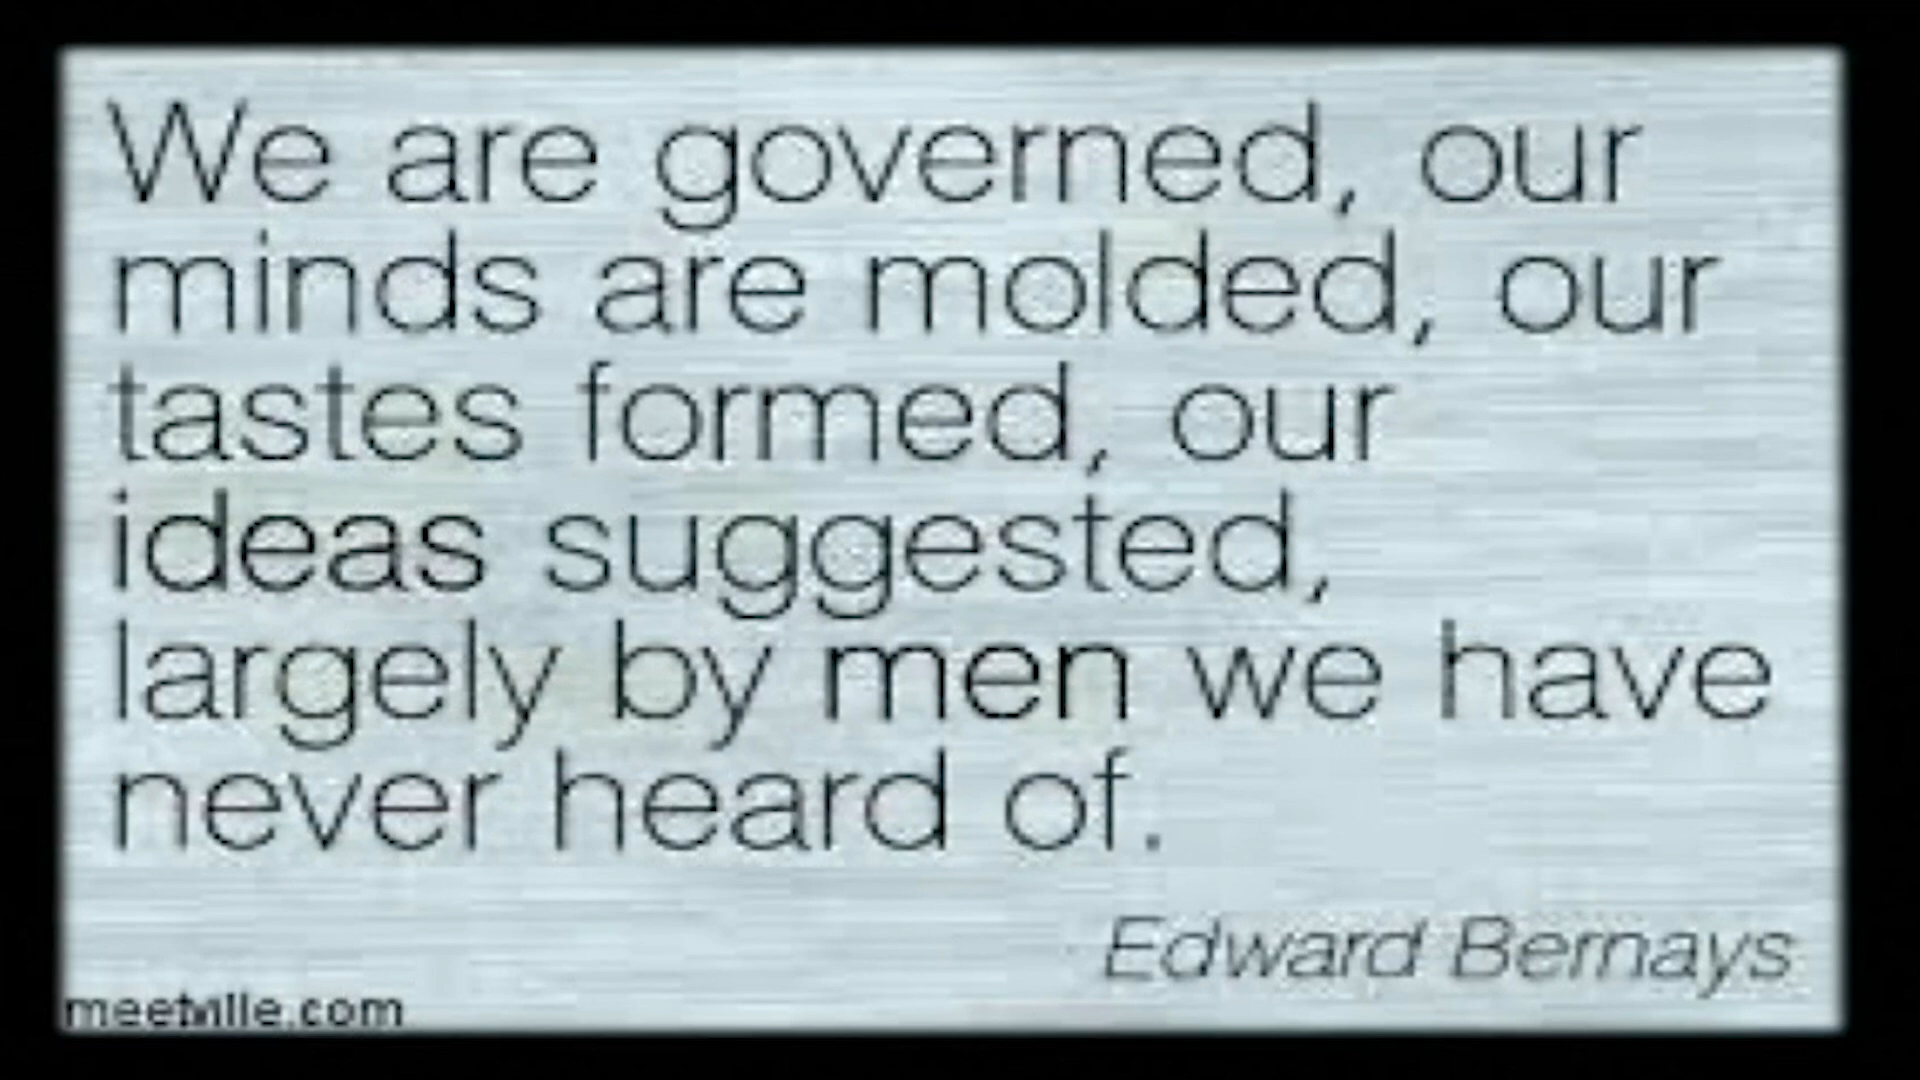 We are governed, our
minds are molded, our
tastes formed, our
ideas suggested,
largely by men we have
never heard of.
Edward Bernays
meetville.com